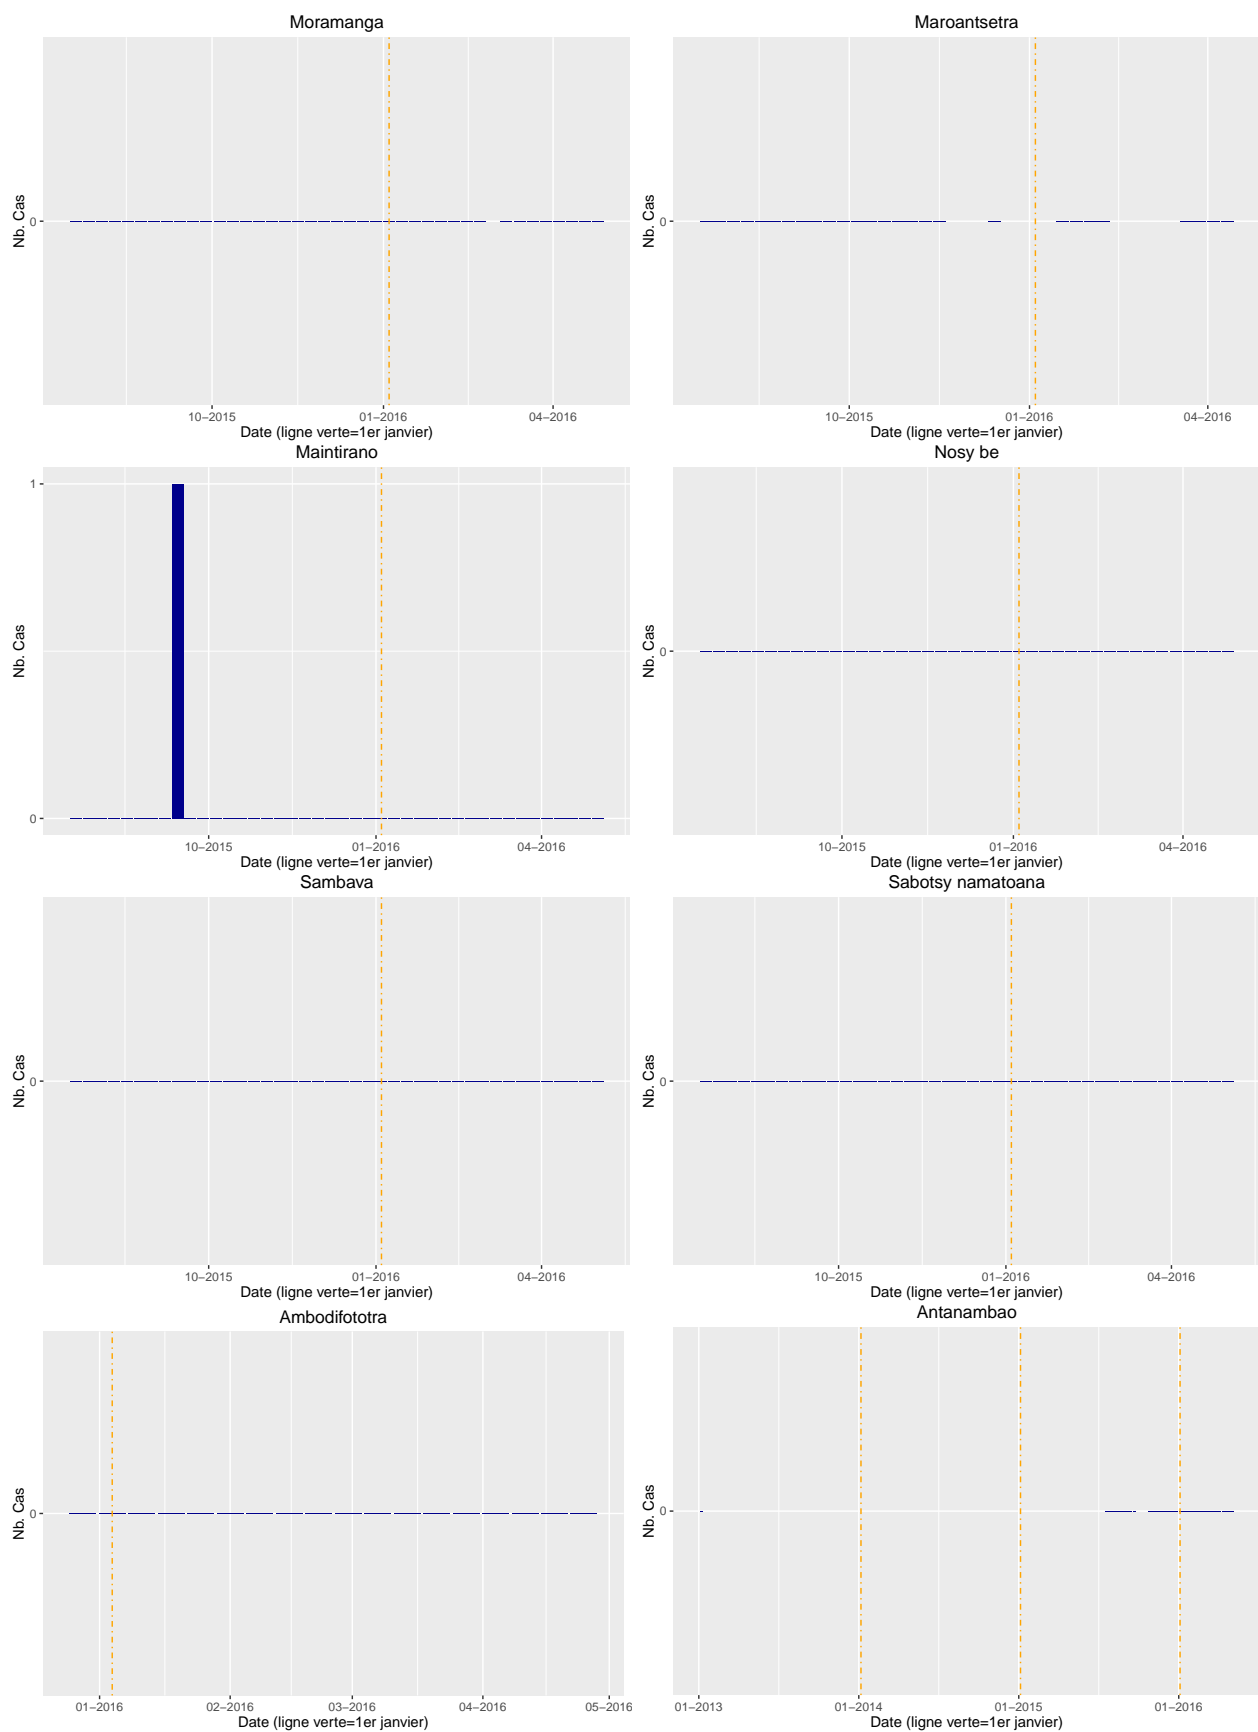 Moramanga
Nb. Cas
0
10−2015 01−2016 04−2016
Date (ligne verte=1er janvier)
Maroantsetra
Nb. Cas
0
10−2015 01−2016 04−2016
Date (ligne verte=1er janvier)
Maintirano
Nb. Cas
1
0
10−2015 01−2016 04−2016
Date (ligne verte=1er janvier)
Nosy be
Nb. Cas
0
10−2015 01−2016 04−2016
Date (ligne verte=1er janvier)
Sambava
Nb. Cas
0
10−2015 01−2016 04−2016
Date (ligne verte=1er janvier)
Sabotsy namatoana
Nb. Cas
0
10−2015 01−2016 04−2016
Date (ligne verte=1er janvier)
Ambodifototra
Nb. Cas
0
01−2016 02−2016 03−2016 04−2016 05−2016
Date (ligne verte=1er janvier)
Antanambao
Nb. Cas
0
01−2013 01−2014 01−2015 01−2016
Date (ligne verte=1er janvier)